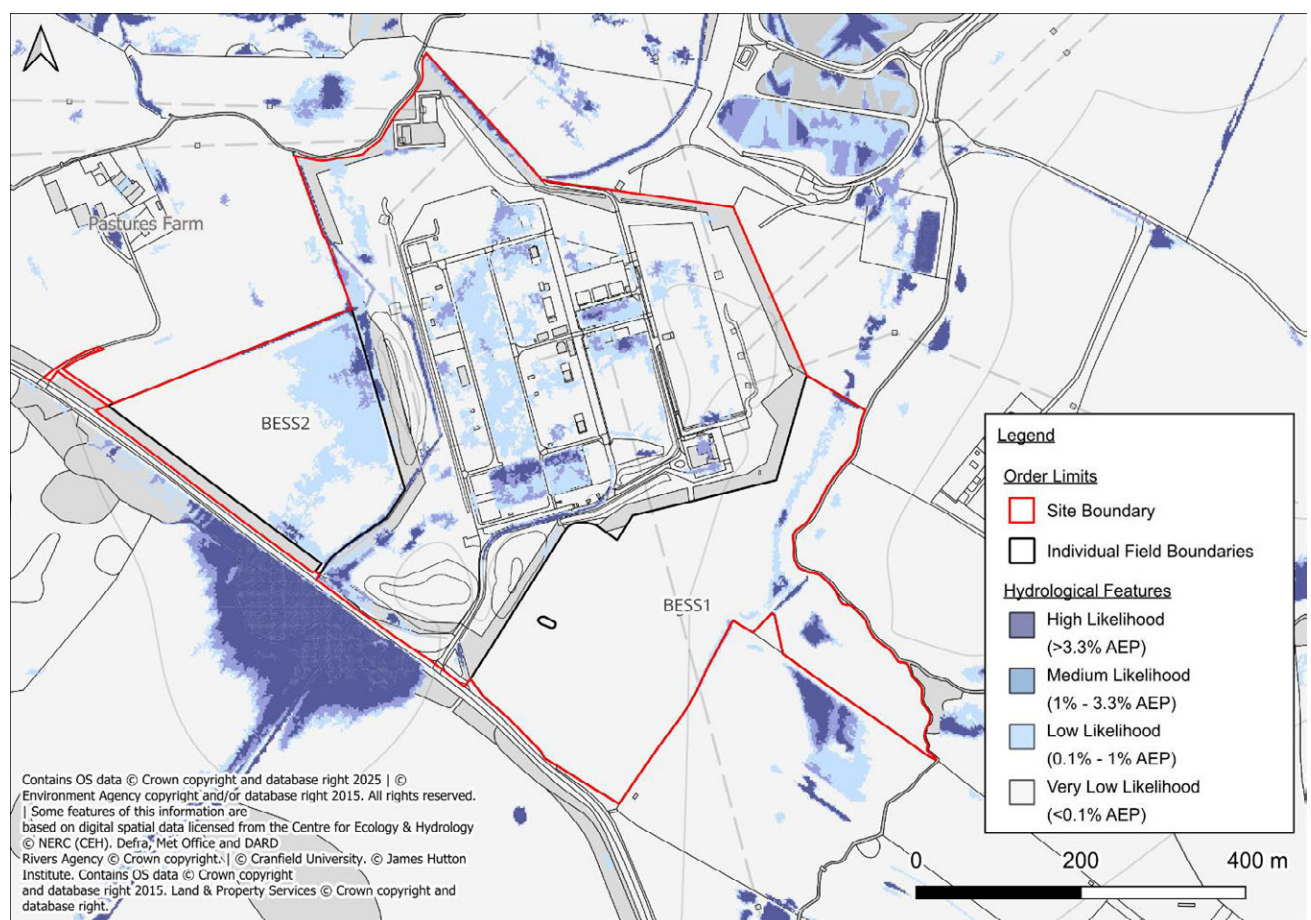 Pastures Farm
BESS2
BESS1
Legend
Order Limits
Site Boundary
Individual Field Boundaries
Hydrological Features
High Likelihood
(>3.3% AEP)
Medium Likelihood
(1% - 3.3% AEP)
Low Likelihood
(0.1% - 1% AEP)
Very Low Likelihood
(<0.1% AEP)
Contains OS data © Crown copyright and database right 2025 | ©
Environment Agency copyright and/or database right 2015. All rights reserved.
| Some features of this information are
based on digital spatial data licensed from the Centre for Ecology & Hydrology
© NERC (CEH). Defra, Met Office and DARD
Rivers Agency © Crown copyright. | © Cranfield University. © James Hutton
Institute. Contains OS data © Crown copyright
and database right 2015. Land & Property Services © Crown copyright and
database right.
0 200 400 m